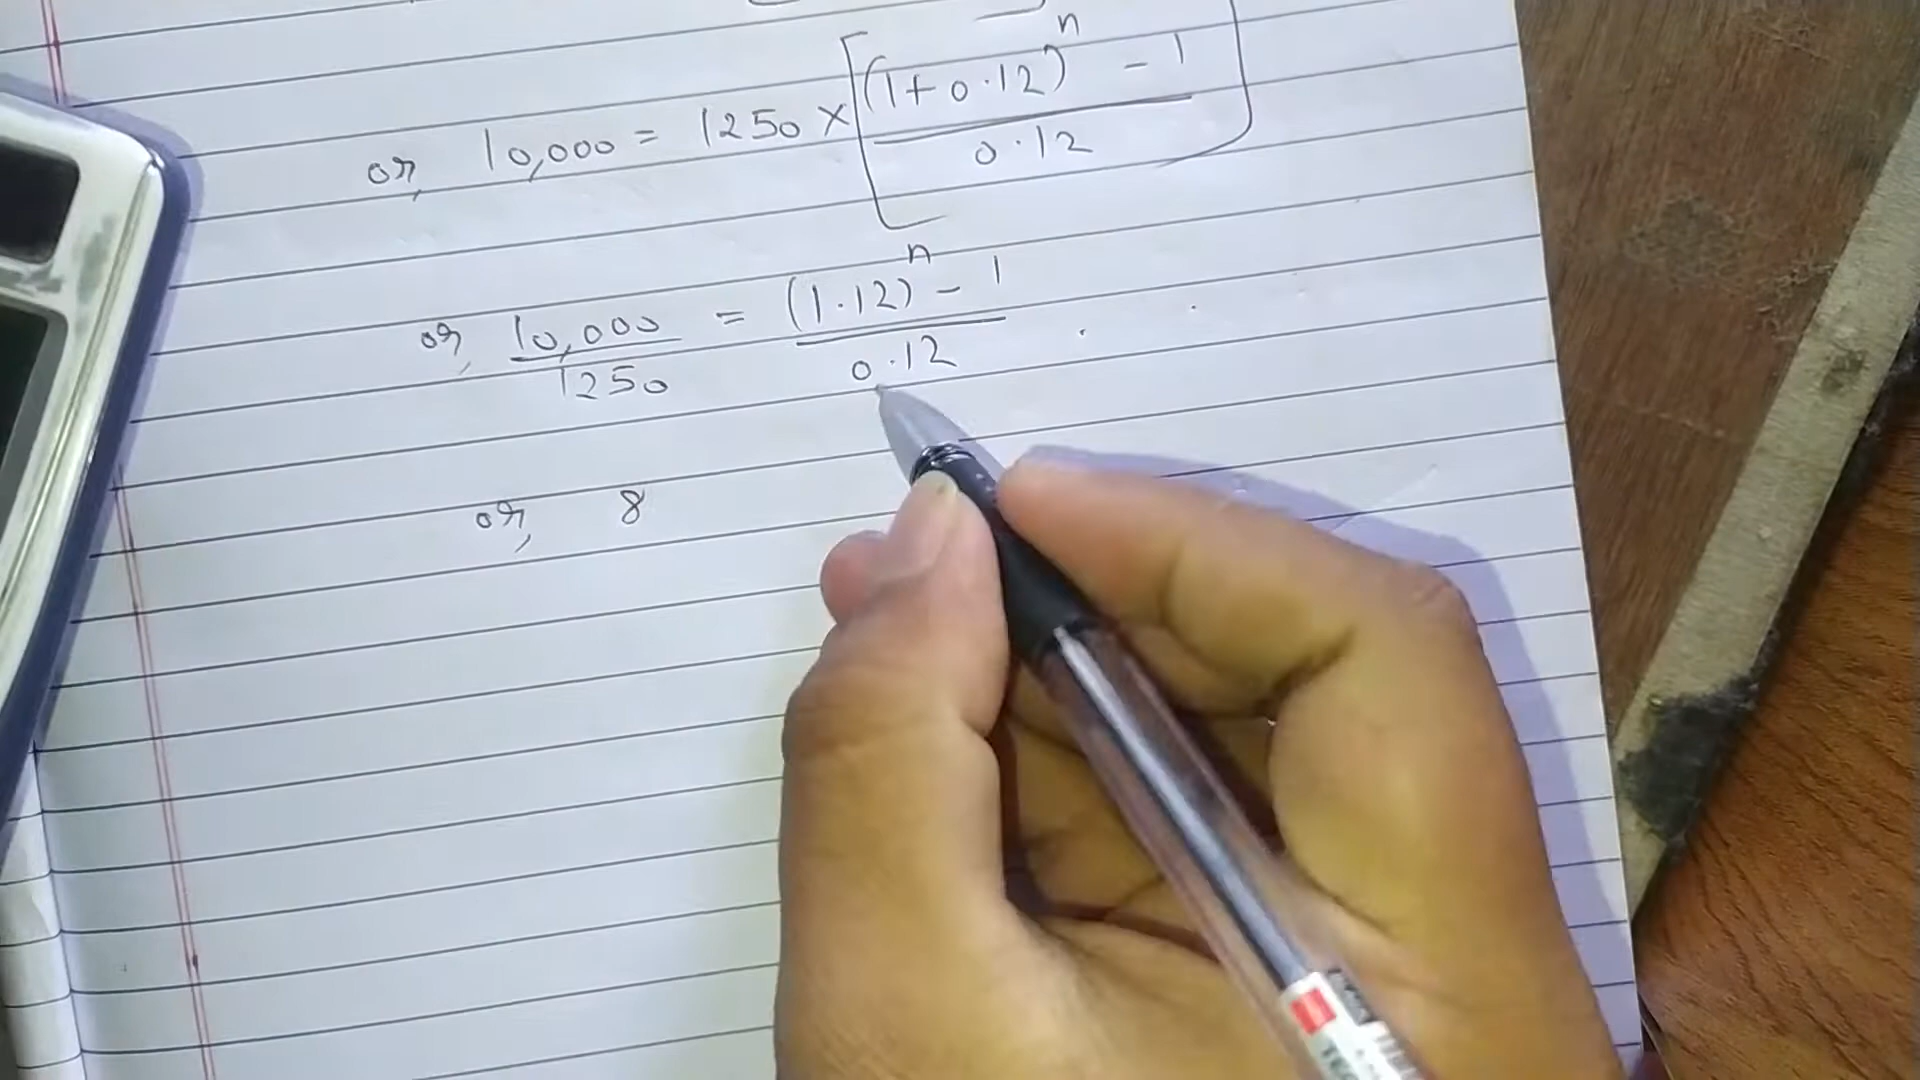 or, 10,000 = 1250 × [(1+0.12)^n - 1 / 0.12]
or, 10,000/1250 = (1.12)^n - 1 / 0.12
or, 8